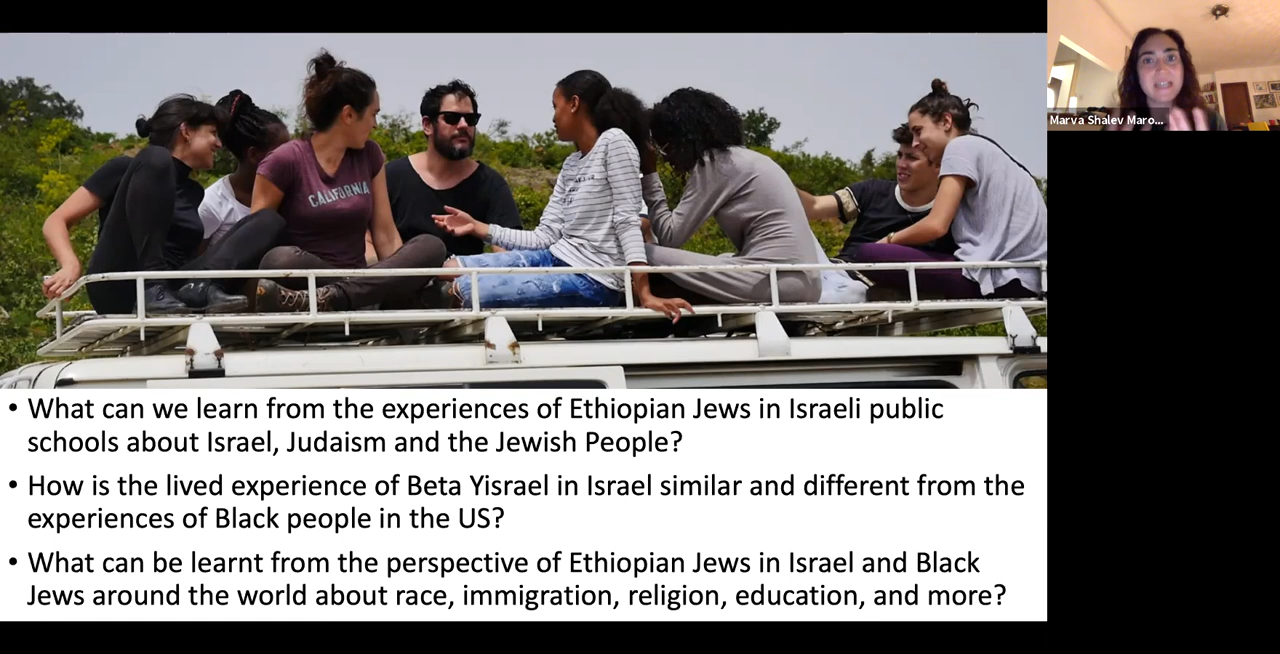 CALIFORNIA
Marva Shalev Maro...
• What can we learn from the experiences of Ethiopian Jews in Israeli public
schools about Israel, Judaism and the Jewish People?
• How is the lived experience of Beta Yisrael in Israel similar and different from the
experiences of Black people in the US?
• What can be learnt from the perspective of Ethiopian Jews in Israel and Black
Jews around the world about race, immigration, religion, education, and more?